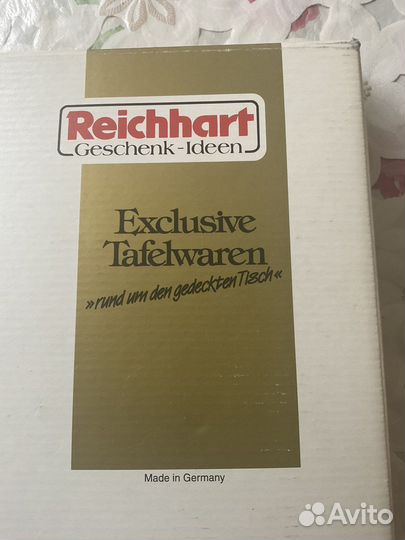 Reichhart
Geschenk-Ideen
Exclusive
Tafelwaren
»rund um den gedeckten Tisch«
Made in Germany
Avito